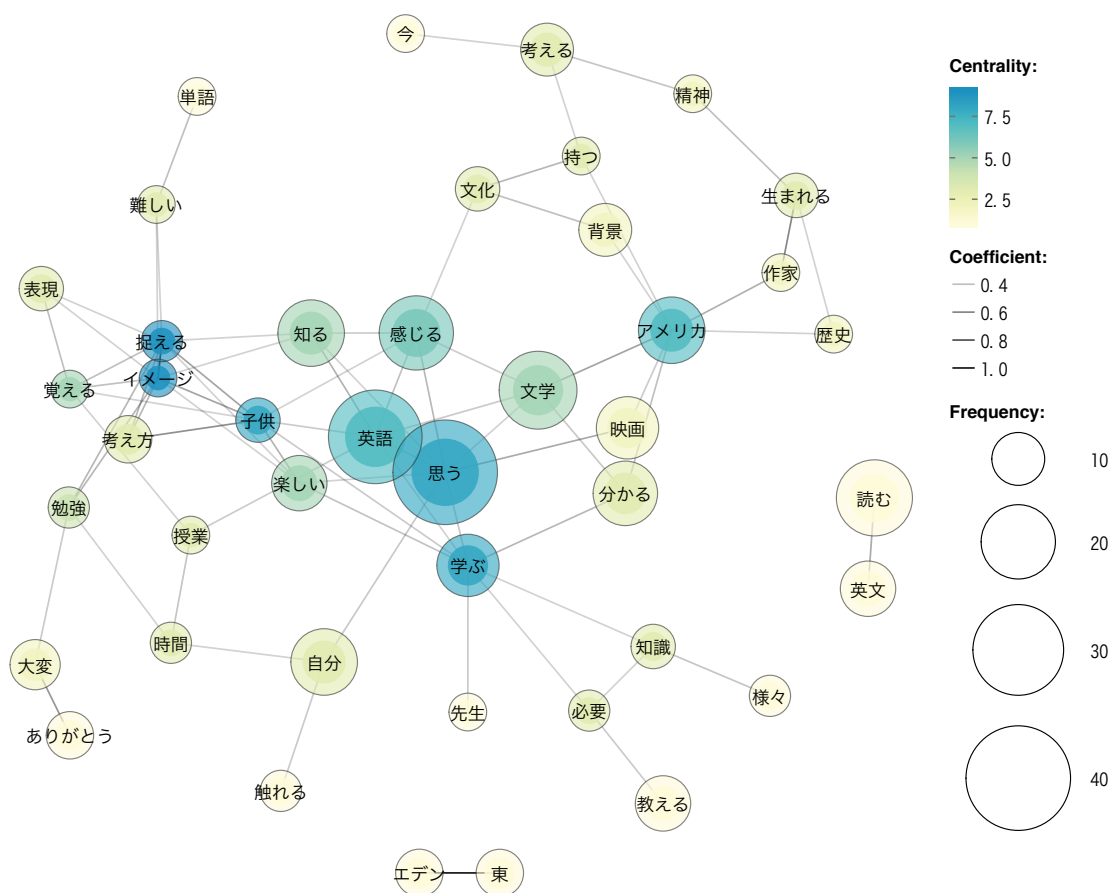 今
考える
Centrality:
精神
単語
7.5
持つ
5.0
文化
生まれる
2.5
難しい
背景
Coefficient:
作家
0.4
表現
0.6
知る
感じる
アメリカ
歴史
捉える
0.8
イメージ
1.0
覚える
文学
Frequency:
子供
映画
考え方
英語
10
思う
楽しい
分かる
読む
勉強
授業
20
学ぶ
英文
時間
知識
大変
自分
30
様々
先生
必要
ありがとう
40
触れる
教える
エデン
東